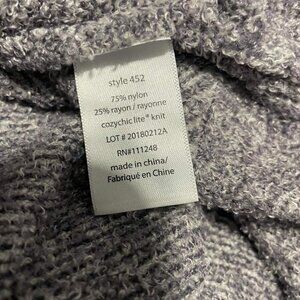 style 452
75% nylon
25% rayon / rayonne
cozychic lite® knit
LOT # 20180212A
RN#111248
made in china/
Fabriqué en Chine